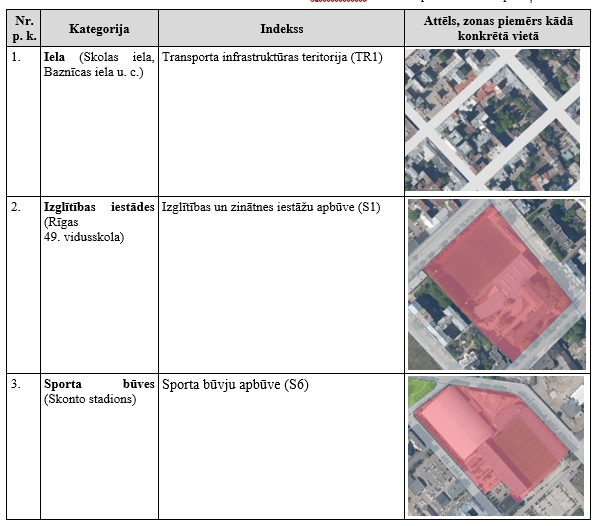 Nr.
p. k.
Kategorija
Indekss
Attēls, zonas piemērs kādā
konkrētā vietā
1.
Iela (Skolas iela,
Baznīcas iela u. c.)
Transporta infrastruktūras teritorija (TR1)
2.
Izglītības iestādes
(Rīgas
49. vidusskola)
Izglītības un zinātnes iestāžu apbūve (S1)
3.
Sporta būves
(Skonto stadions)
Sporta būvju apbūve (S6)